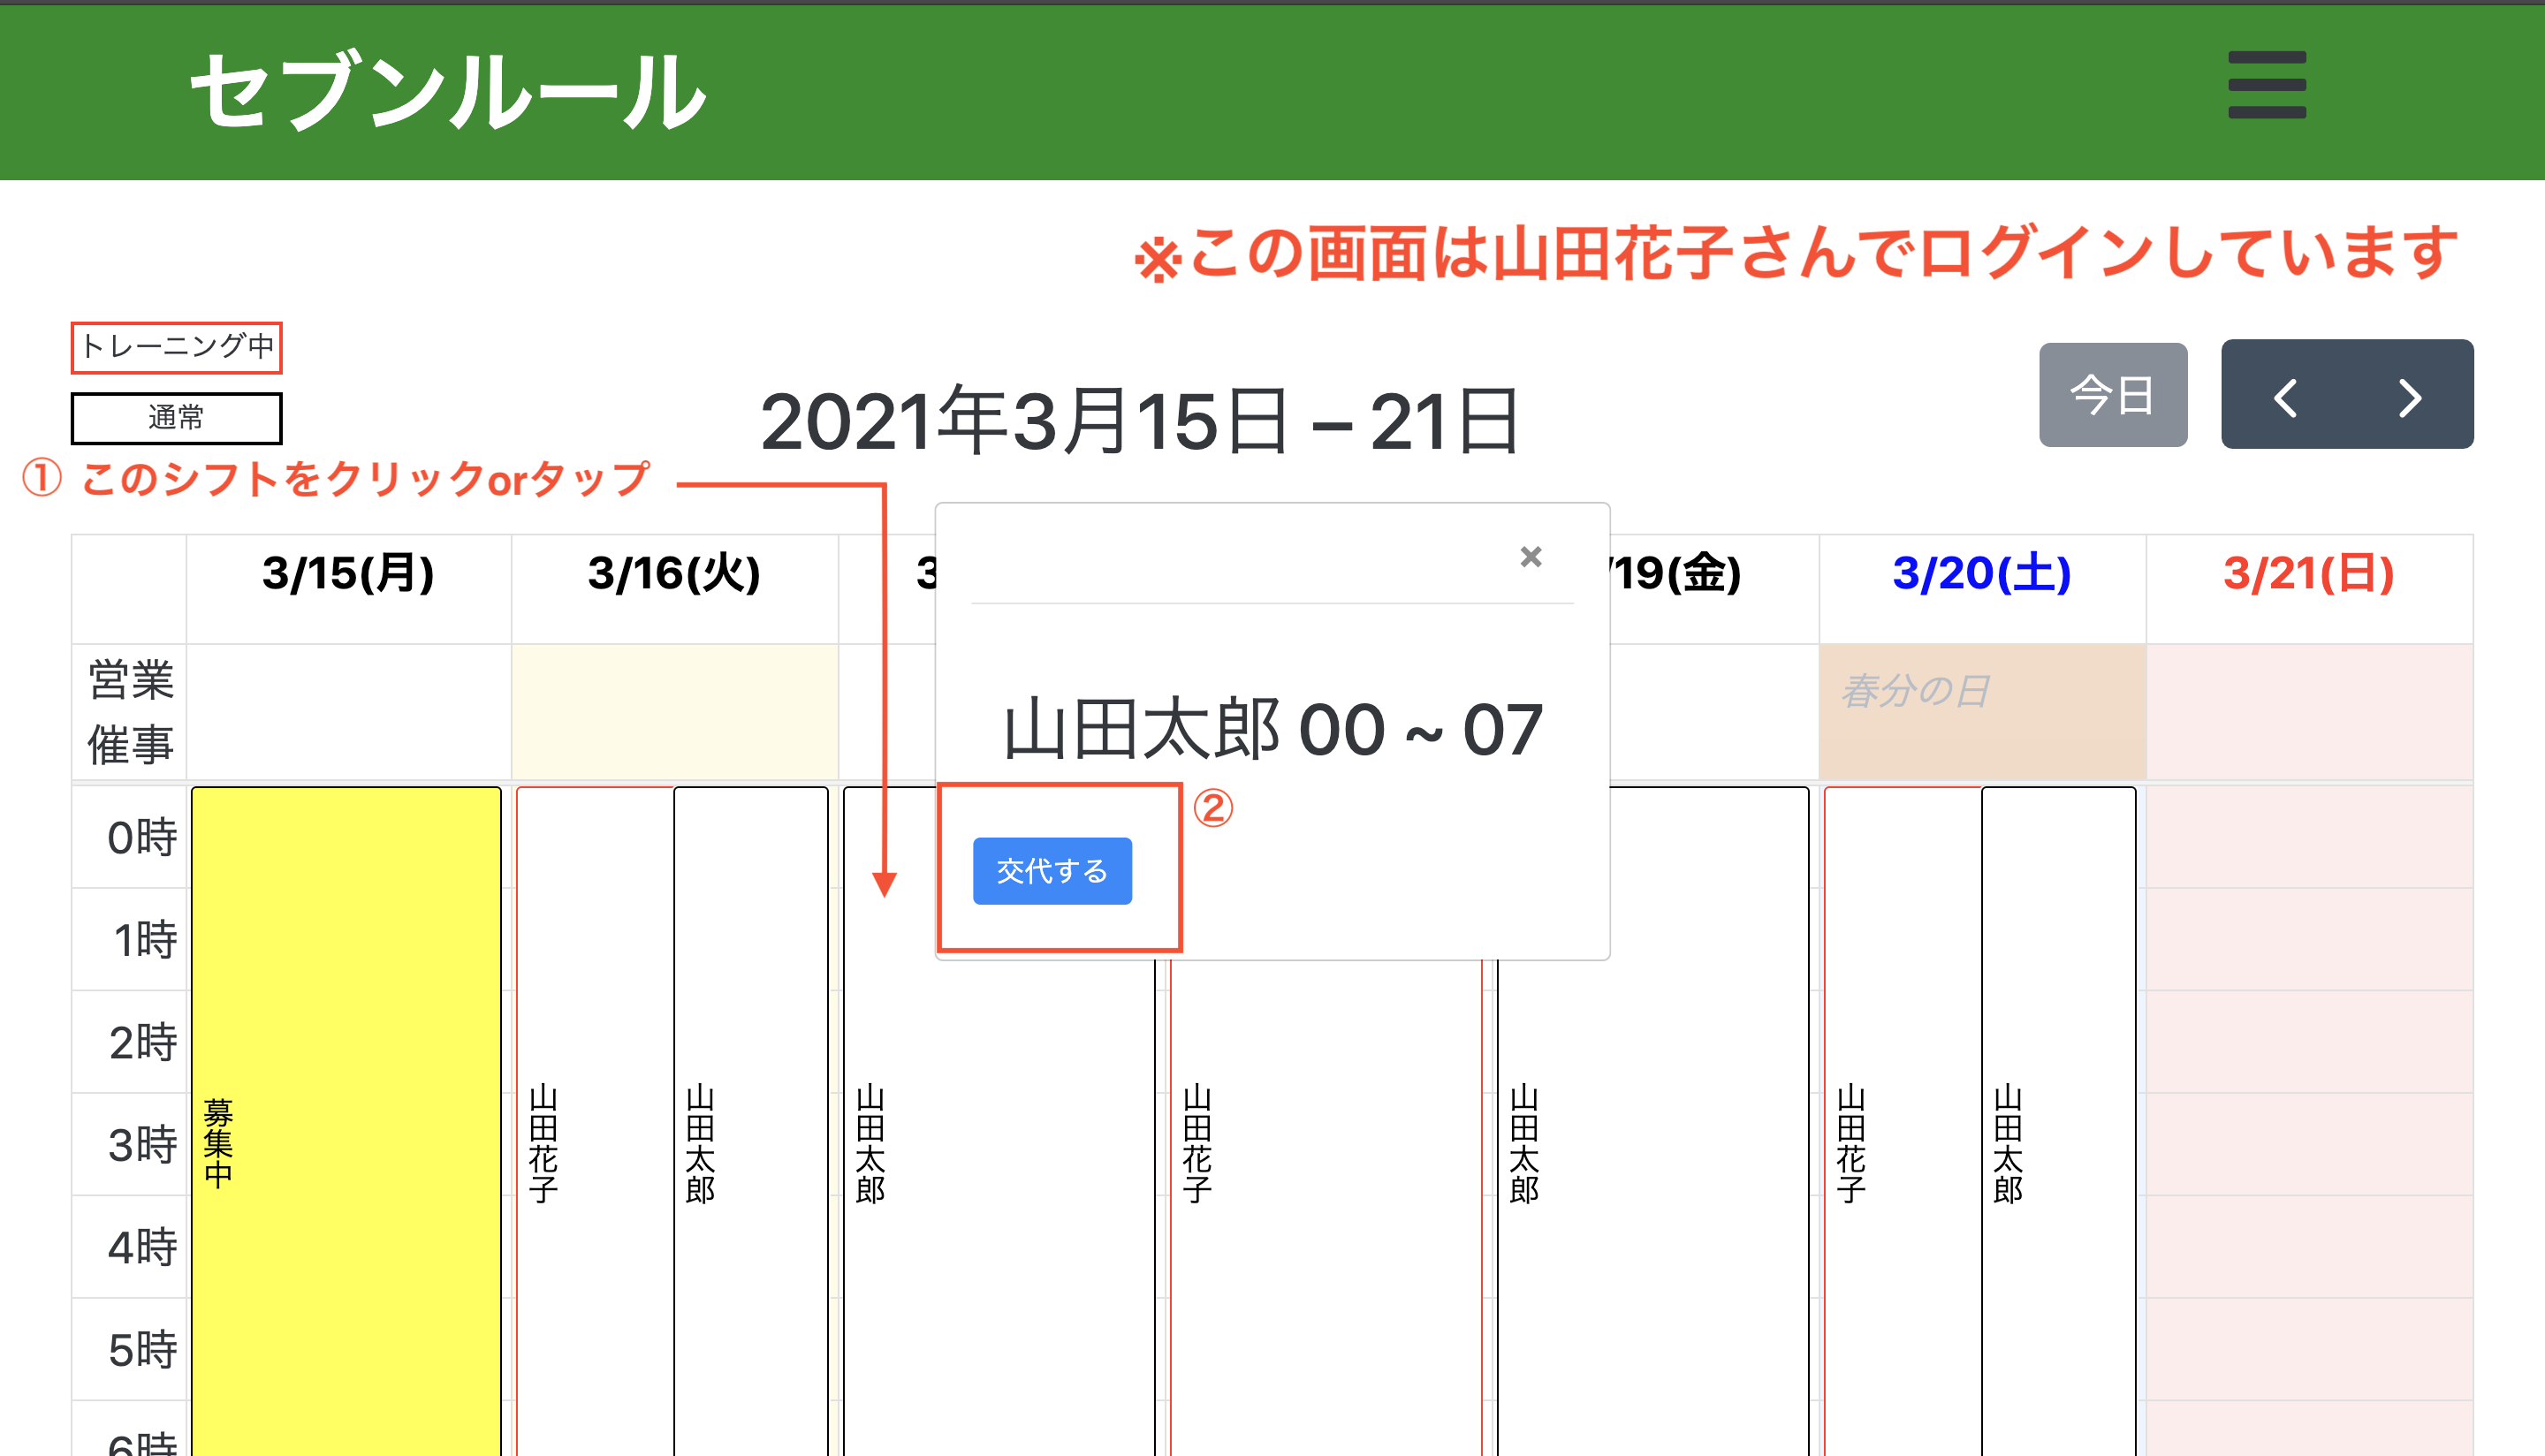 セブンルール
※この画面は山田花子さんでログインしています
トレーニング中
通常
2021年3月15日 – 21日
今日
① このシフトをクリックorタップ
3/15(月) 3/16(火) 3 /19(金) 3/20(土) 3/21(日)
×
営業
催事
春分の日
山田太郎 00 ~ 07
②
交代する
0時
1時
2時
3時
4時
5時
6時
募集中
山田花子
山田太郎
山田太郎
山田花子
山田太郎
山田花子
山田太郎